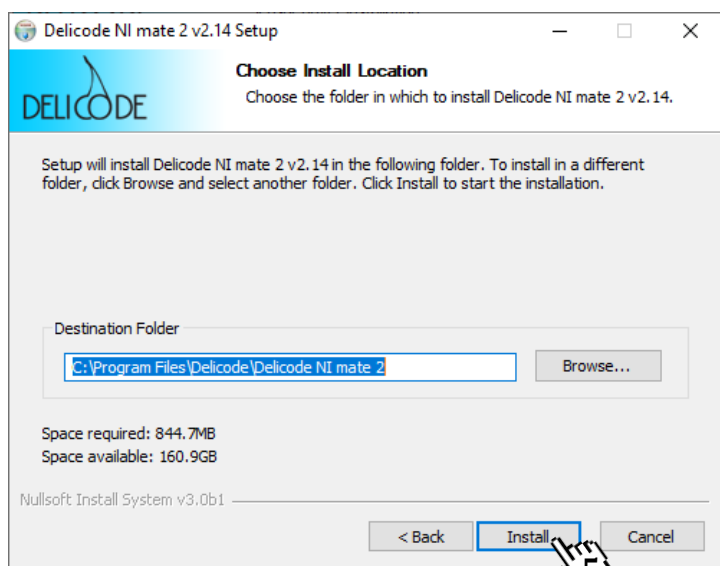 Delicode NI mate 2 v2.14 Setup
DELICODE
Choose Install Location
Choose the folder in which to install Delicode NI mate 2 v2.14.
Setup will install Delicode NI mate 2 v2.14 in the following folder. To install in a different
folder, click Browse and select another folder. Click Install to start the installation.
Destination Folder
C:\Program Files\Delicode\Delicode NI mate 2
Browse...
Space required: 844.7MB
Space available: 160.9GB
Nullsoft Install System v3.0b1
< Back
Install
Cancel